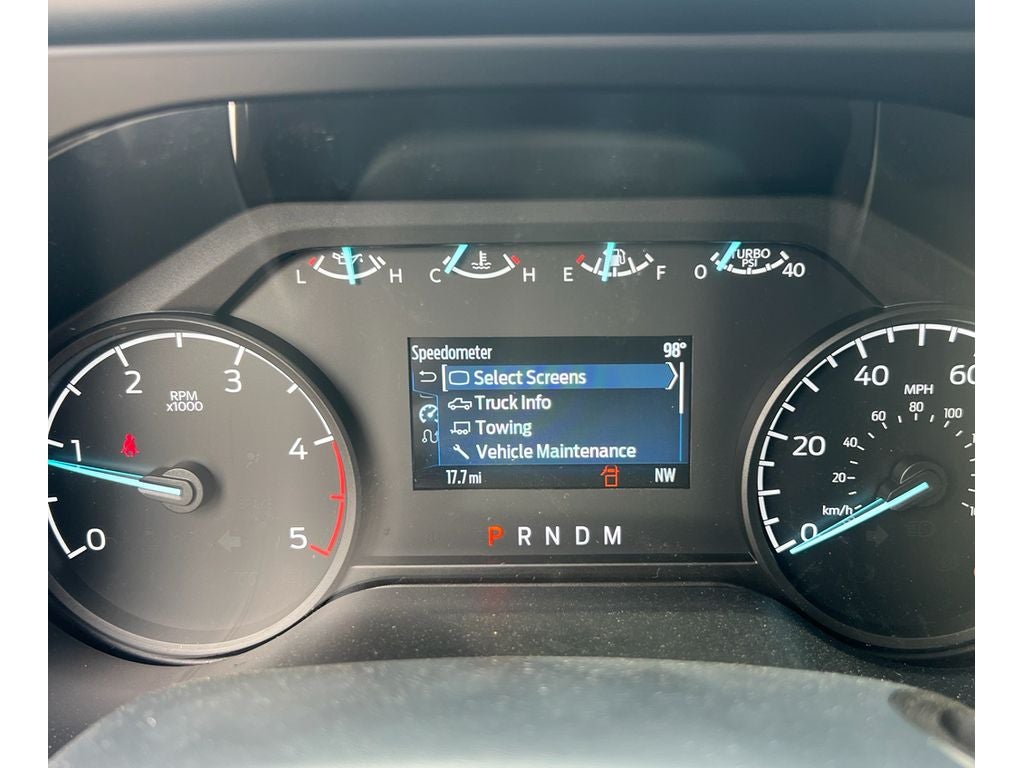 L H C H E F 0 TURBO PSI 40
Speedometer 98°
Select Screens
Truck Info
Towing
Vehicle Maintenance
17.7 mi NW
P R N D M
0 1 2 3 4 5
RPM
x1000
0 20 40 60
MPH
km/h 20 40 60 80 100